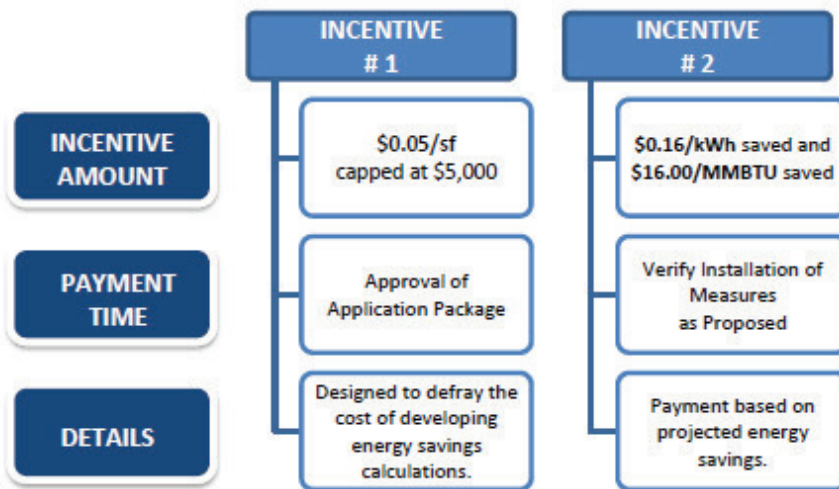 INCENTIVE
# 1
INCENTIVE
# 2
INCENTIVE
AMOUNT
$0.05/sf
capped at $5,000
$0.16/kWh saved and
$16.00/MMBTU saved
PAYMENT
TIME
Approval of
Application Package
Verify Installation of
Measures
as Proposed
DETAILS
Designed to defray the
cost of developing
energy savings
calculations.
Payment based on
projected energy
savings.